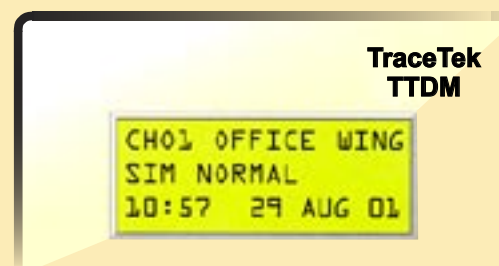 TraceTek
TTDM
CH01 OFFICE WING
SIM NORMAL
10:57 29 AUG 01